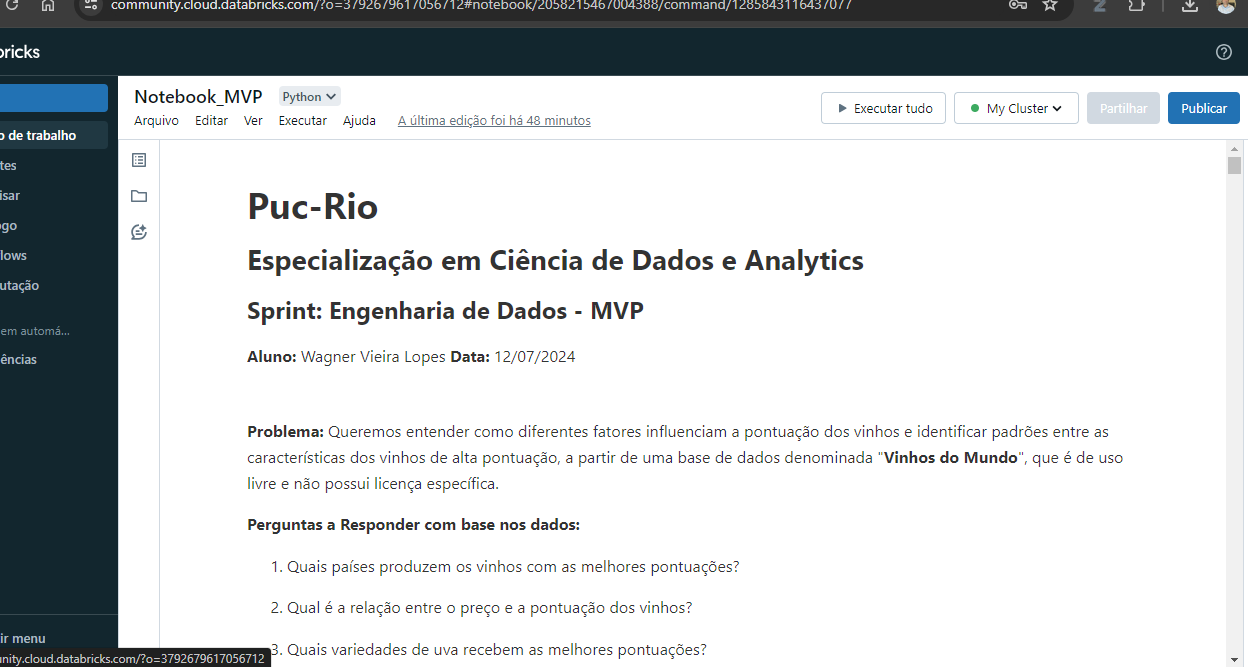 community.cloud.databricks.com/?o=3792679617056712#notebook/2058215467004388/command/1285843116437077
bricks
Notebook_MVP Python
Arquivo Editar Ver Executar Ajuda A última edição foi há 48 minutos
Executar tudo My Cluster Partilhar Publicar
o de trabalho
tes
isar
ogo
flows
utação
em automá...
ências
ir menu
Puc-Rio
Especialização em Ciência de Dados e Analytics
Sprint: Engenharia de Dados - MVP
Aluno: Wagner Vieira Lopes Data: 12/07/2024
Problema: Queremos entender como diferentes fatores influenciam a pontuação dos vinhos e identificar padrões entre as
características dos vinhos de alta pontuação, a partir de uma base de dados denominada "Vinhos do Mundo", que é de uso
livre e não possui licença específica.
Perguntas a Responder com base nos dados:
1. Quais países produzem os vinhos com as melhores pontuações?
2. Qual é a relação entre o preço e a pontuação dos vinhos?
3. Quais variedades de uva recebem as melhores pontuações?
nity.cloud.databricks.com/?o=3792679617056712